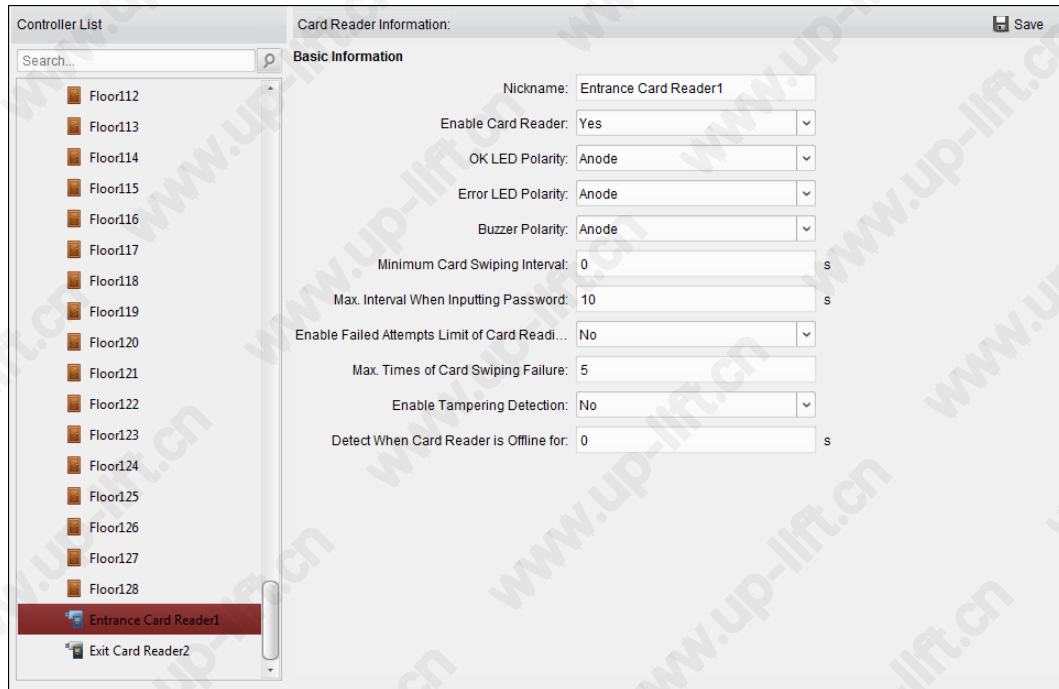 Controller List
Search...
Floor112
Floor113
Floor114
Floor115
Floor116
Floor117
Floor118
Floor119
Floor120
Floor121
Floor122
Floor123
Floor124
Floor125
Floor126
Floor127
Floor128
Entrance Card Reader1
Exit Card Reader2
Card Reader Information:
Save
Basic Information
Nickname: Entrance Card Reader1
Enable Card Reader: Yes
OK LED Polarity: Anode
Error LED Polarity: Anode
Buzzer Polarity: Anode
Minimum Card Swiping Interval: 0 s
Max. Interval When Inputting Password: 10 s
Enable Failed Attempts Limit of Card Readi... No
Max. Times of Card Swiping Failure: 5
Enable Tampering Detection: No
Detect When Card Reader is Offline for: 0 s
www.up-lift.cn